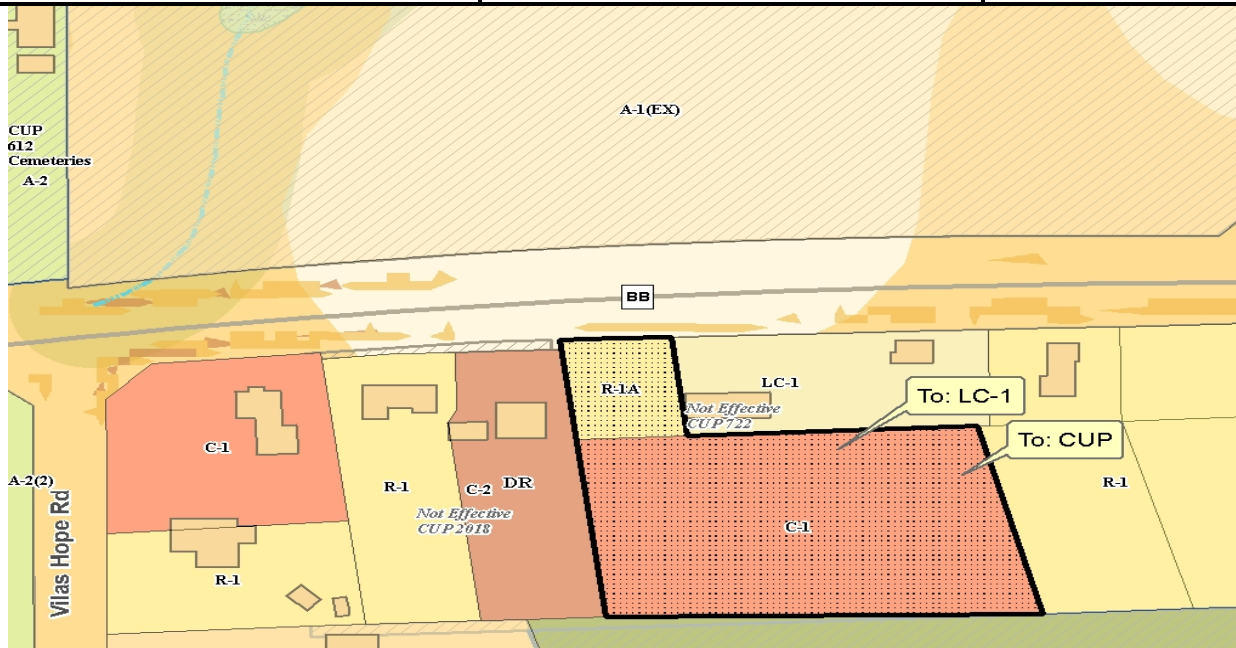 A-1(EX)
CUP
612
Cemeteries
A-2
BB
R-1A
LC-1
Not Effective
CUP 722
To: LC-1
To: CUP
C-1
A-2(2)
R-1
C-2
DR
R-1
Not Effective
CUP 2018
C-1
R-1
Vilas Hope Rd